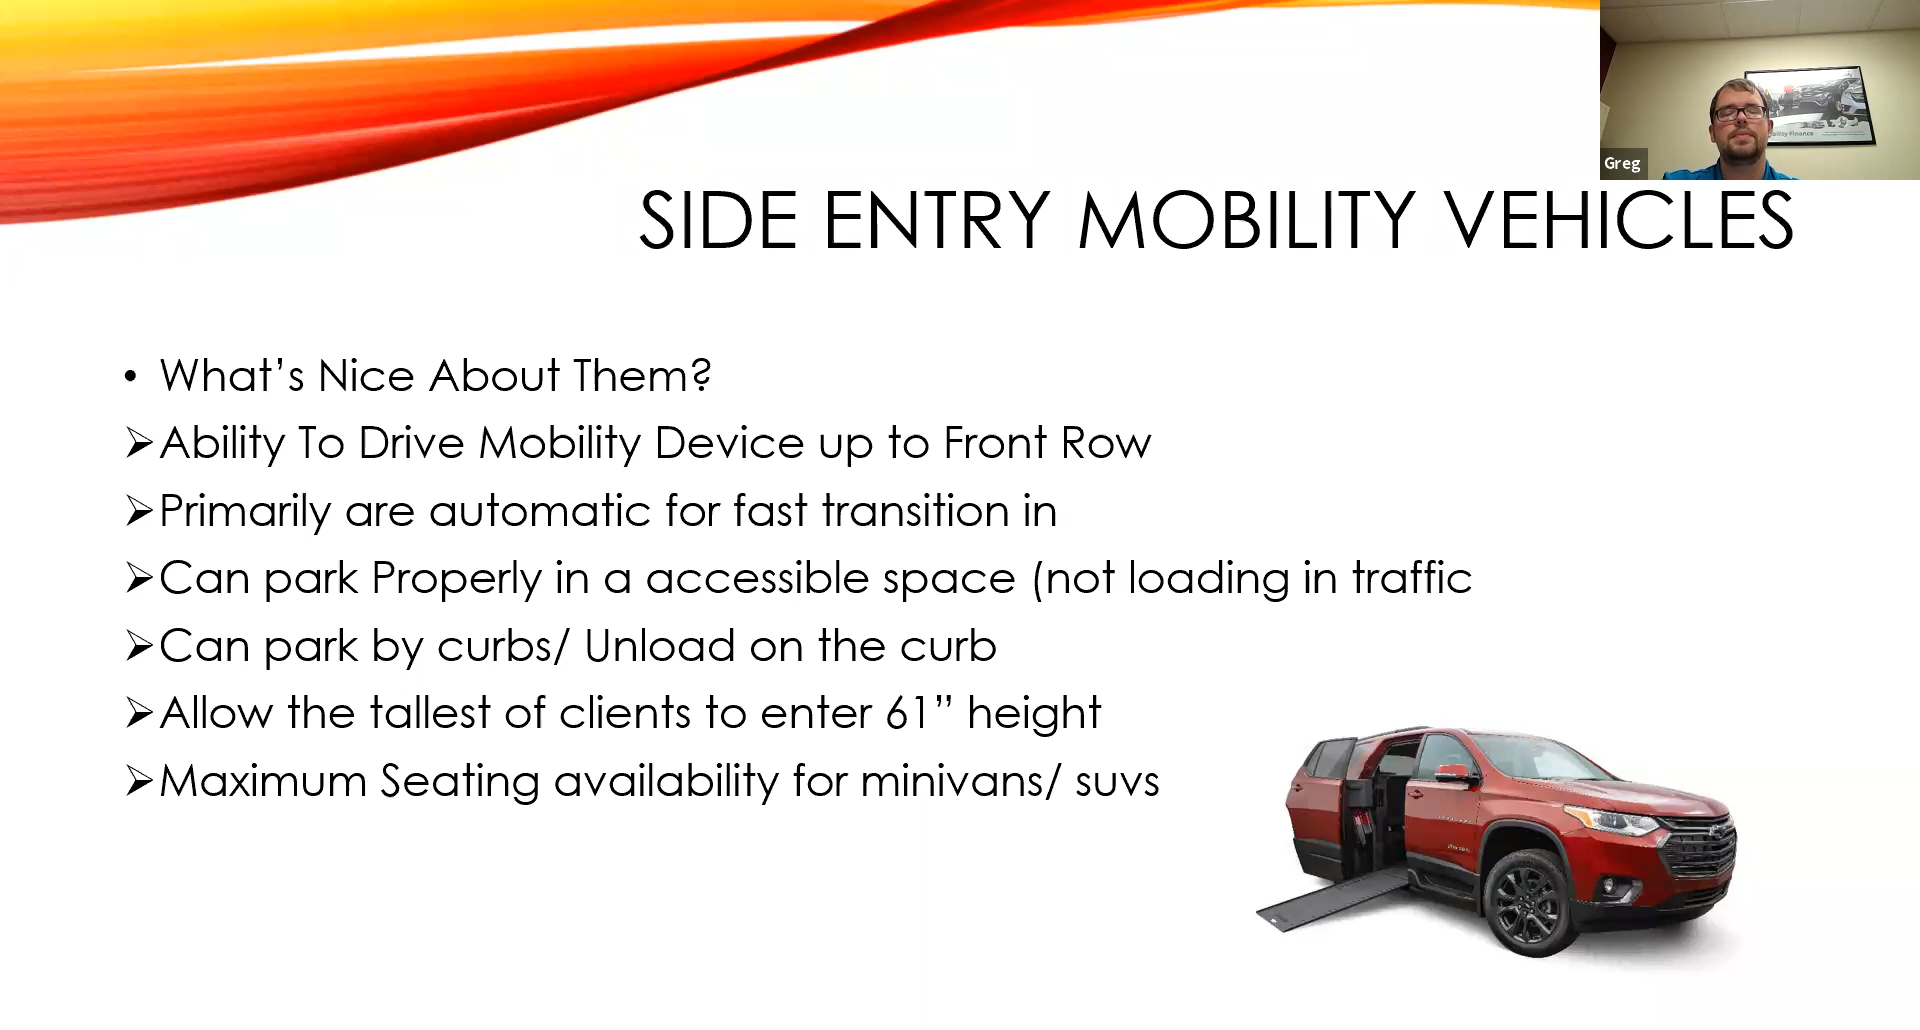 Greg
bility Finance
SIDE ENTRY MOBILITY VEHICLES
• What’s Nice About Them?
➢Ability To Drive Mobility Device up to Front Row
➢Primarily are automatic for fast transition in
➢Can park Properly in a accessible space (not loading in traffic
➢Can park by curbs/ Unload on the curb
➢Allow the tallest of clients to enter 61” height
➢Maximum Seating availability for minivans/ suvs